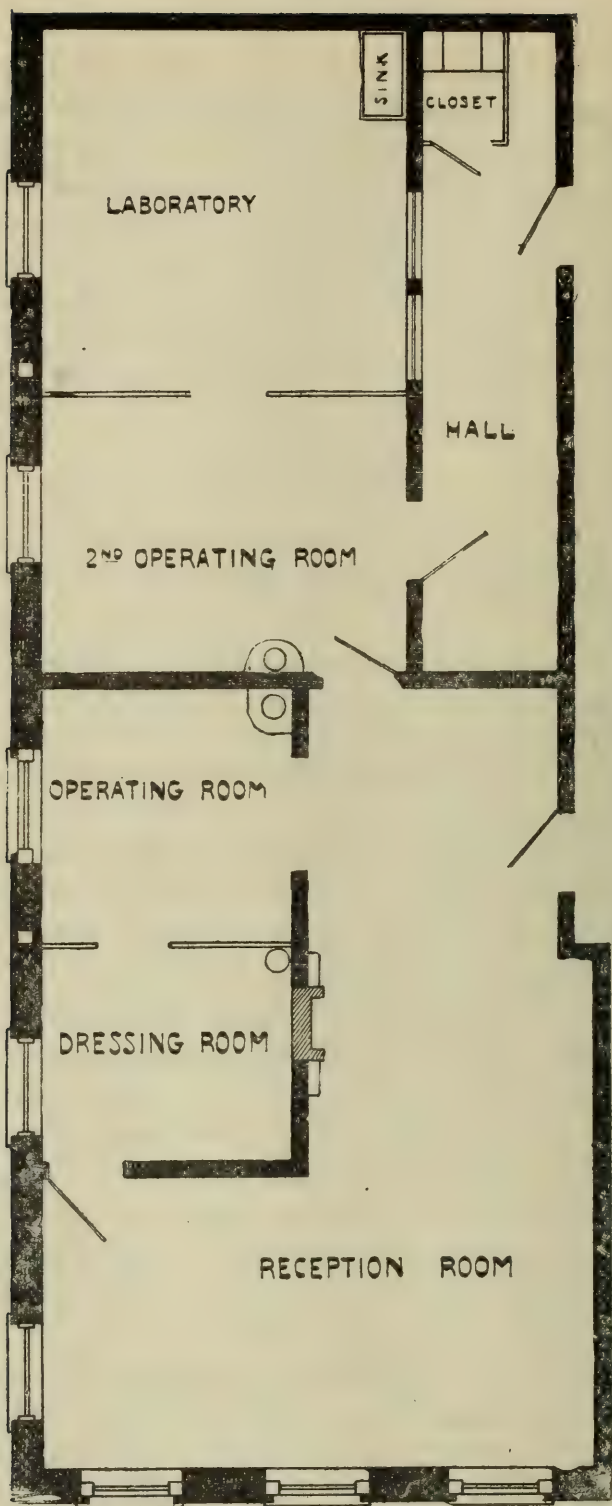 SINK
CLOSET
LABORATORY
HALL
2ND OPERATING ROOM
OPERATING ROOM
DRESSING ROOM
RECEPTION ROOM